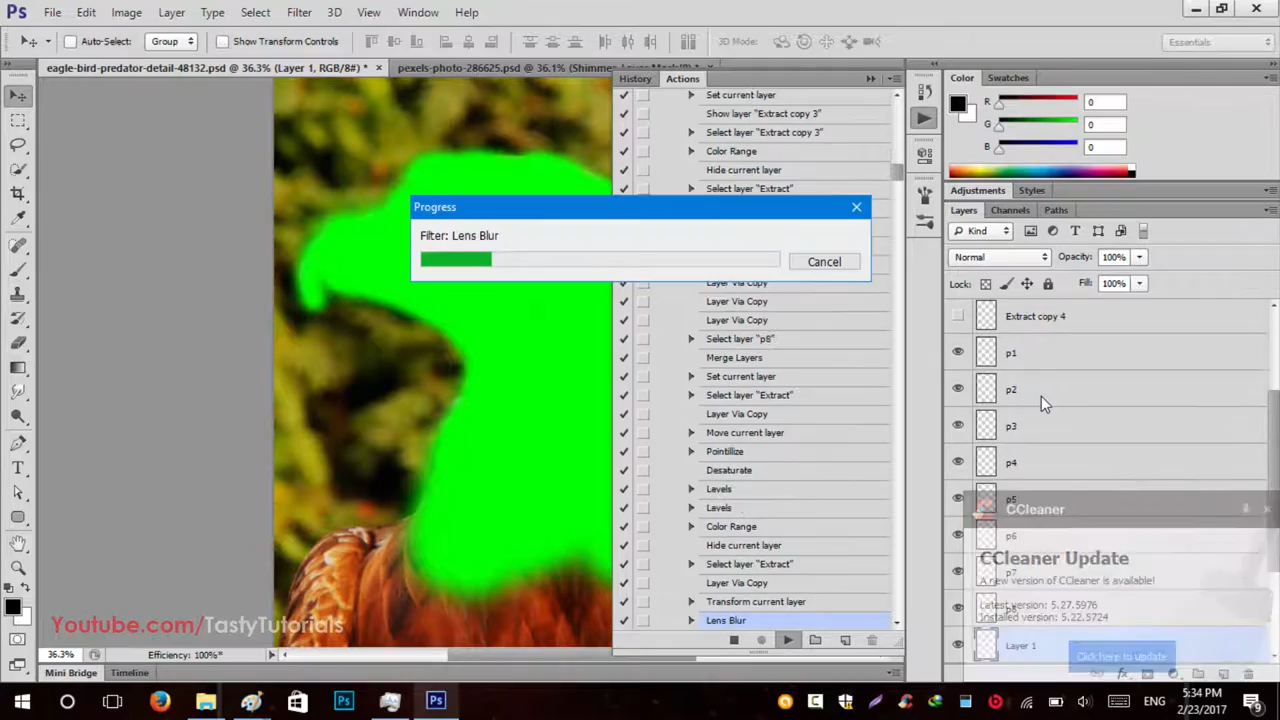 Ps File Edit Image Layer Type Select Filter 3D View Window Help
Auto-Select: Group Show Transform Controls 3D Mode: Essentials
eagle-bird-predator-detail-48132.psd @ 36.3% (Layer 1, RGB/8#) * × pexels-photo-286625.psd @ 36.1%
History Actions
Set current layer
Show layer "Extract copy 3"
Select layer "Extract copy 3"
Color Range
Hide current layer
Select layer "Extract"
Progress
Filter: Lens Blur
Cancel
Layer Via Copy
Layer Via Copy
Layer Via Copy
Select layer "p8"
Merge Layers
Set current layer
Select layer "Extract"
Layer Via Copy
Move current layer
Pointillize
Desaturate
Levels
Levels
Color Range
Hide current layer
Select layer "Extract"
Layer Via Copy
Transform current layer
Lens Blur
Color Swatches
R 0
G 0
B 0
Adjustments Styles
Layers Channels Paths
Kind
Normal Opacity: 100%
Lock: Fill: 100%
Extract copy 4
p1
p2
p3
p4
p5
p6
p7
p8
Layer 1
CCleaner
CCleaner Update
A new version of CCleaner is available!
Latest version: 5.27.5976
Installed version: 5.22.5724
Click here to update
Youtube.com/TastyTutorials
36.3% Efficiency: 100%*
Mini Bridge Timeline
ENG
5:34 PM
2/23/2017